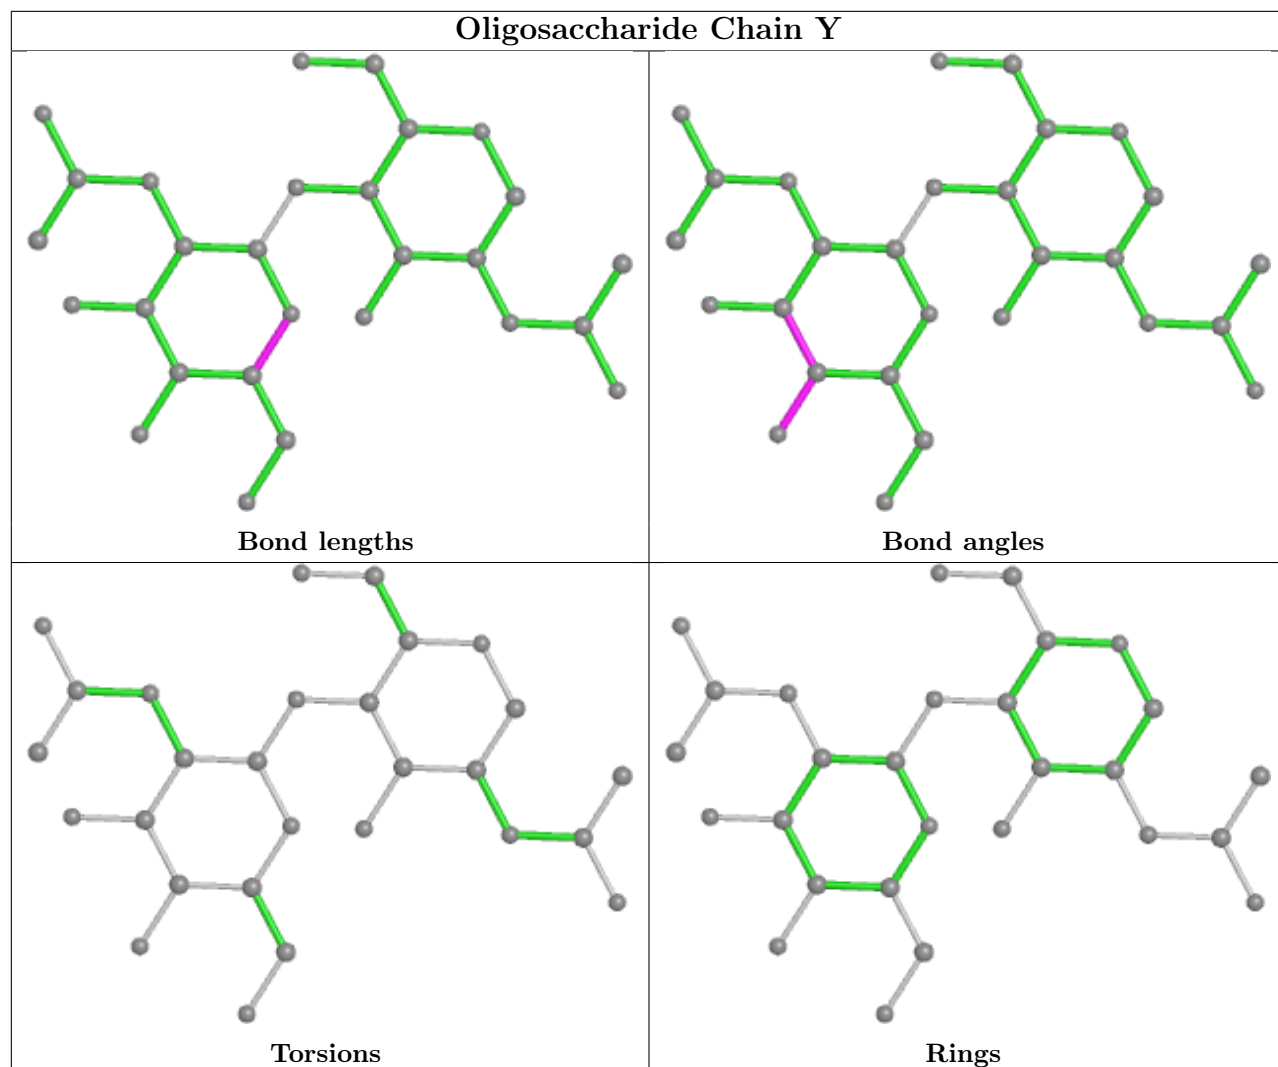 Oligosaccharide Chain Y
Bond lengths
Bond angles
Torsions
Rings